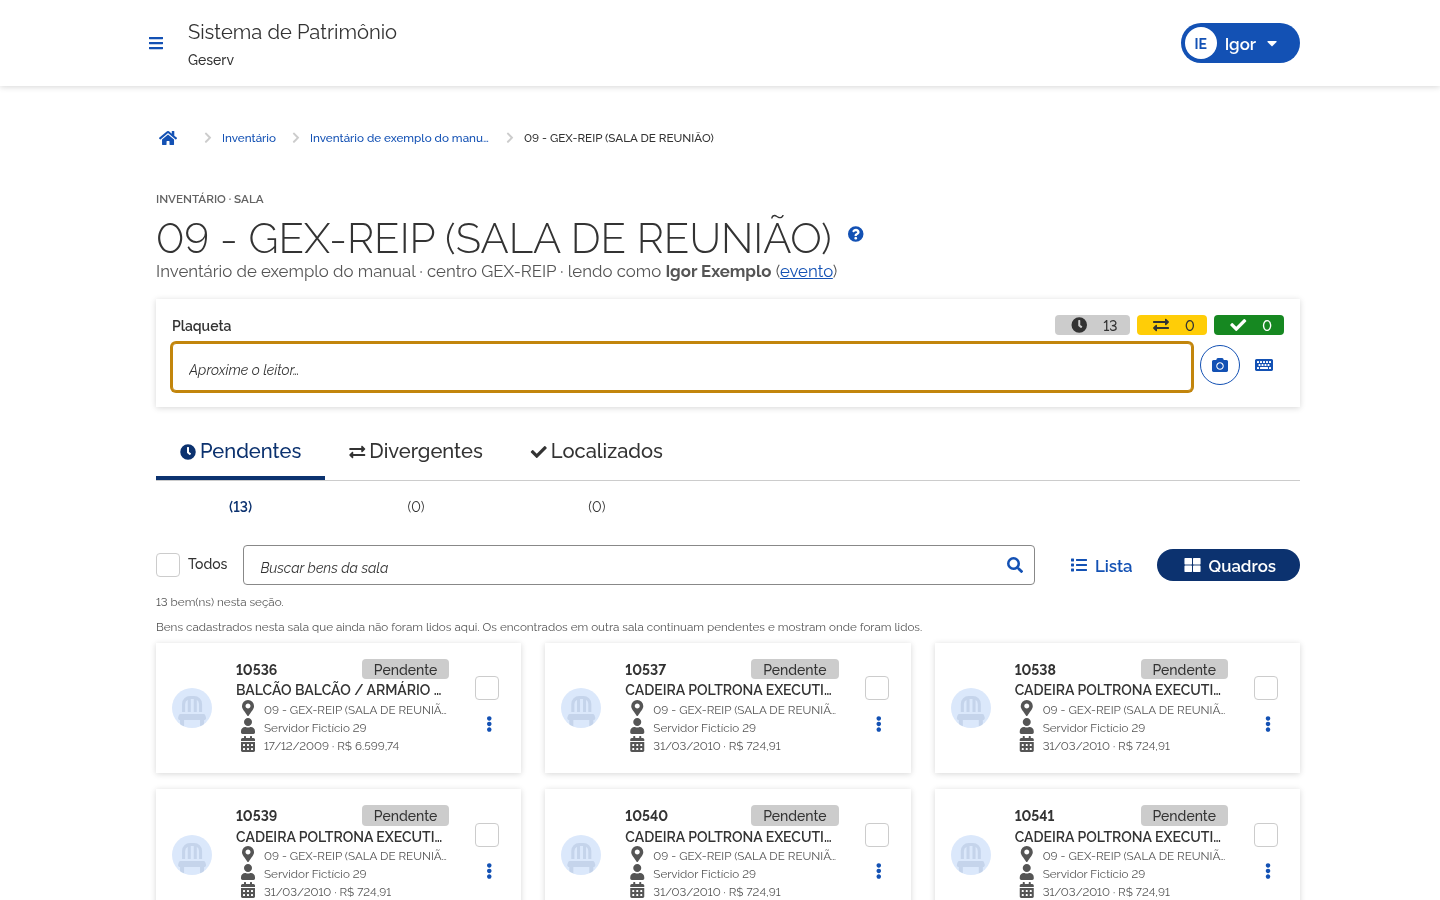 Sistema de Patrimônio
Geserv
IE Igor
Inventário
Inventário de exemplo do manu...
09 - GEX-REIP (SALA DE REUNIÃO)
INVENTÁRIO · SALA
09 - GEX-REIP (SALA DE REUNIÃO)
Inventário de exemplo do manual · centro GEX-REIP · lendo como Igor Exemplo (evento)
Plaqueta
13 0 0
Aproxime o leitor...
Pendentes Divergentes Localizados
(13) (0) (0)
Todos
Buscar bens da sala
Lista Quadros
13 bem(ns) nesta seção.
Bens cadastrados nesta sala que ainda não foram lidos aqui. Os encontrados em outra sala continuam pendentes e mostram onde foram lidos.
10536 Pendente
BALCÃO BALCÃO / ARMÁRIO ...
09 - GEX-REIP (SALA DE REUNIÃ...
Servidor Fictício 29
17/12/2009 · R$ 6.599,74
10537 Pendente
CADEIRA POLTRONA EXECUTI...
09 - GEX-REIP (SALA DE REUNIÃ...
Servidor Fictício 29
31/03/2010 · R$ 724,91
10538 Pendente
CADEIRA POLTRONA EXECUTI...
09 - GEX-REIP (SALA DE REUNIÃ...
Servidor Fictício 29
31/03/2010 · R$ 724,91
10539 Pendente
CADEIRA POLTRONA EXECUTI...
09 - GEX-REIP (SALA DE REUNIÃ...
Servidor Fictício 29
31/03/2010 · R$ 724,91
10540 Pendente
CADEIRA POLTRONA EXECUTI...
09 - GEX-REIP (SALA DE REUNIÃ...
Servidor Fictício 29
31/03/2010 · R$ 724,91
10541 Pendente
CADEIRA POLTRONA EXECUTI...
09 - GEX-REIP (SALA DE REUNIÃ...
Servidor Fictício 29
31/03/2010 · R$ 724,91